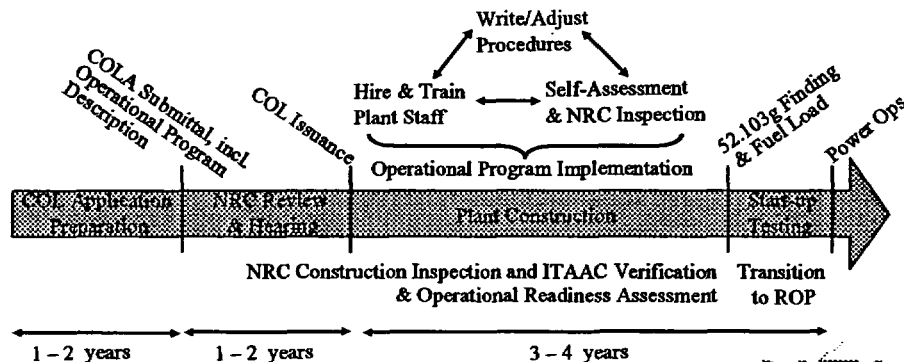 Write/Adjust
Procedures
Hire & Train
Plant Staff
Self-Assessment
& NRC Inspection
Operational Program Implementation
COLA Submittal, incl.
Operational Program
Description
COL Issuance
52.103g Finding
& Fuel Load
Power Ops
COL Application
Preparation
NRC Review
& Hearing
Plant Construction
Start-up
Testing
NRC Construction Inspection and ITAAC Verification
& Operational Readiness Assessment
Transition
to ROP
1 – 2 years
1 – 2 years
3 – 4 years